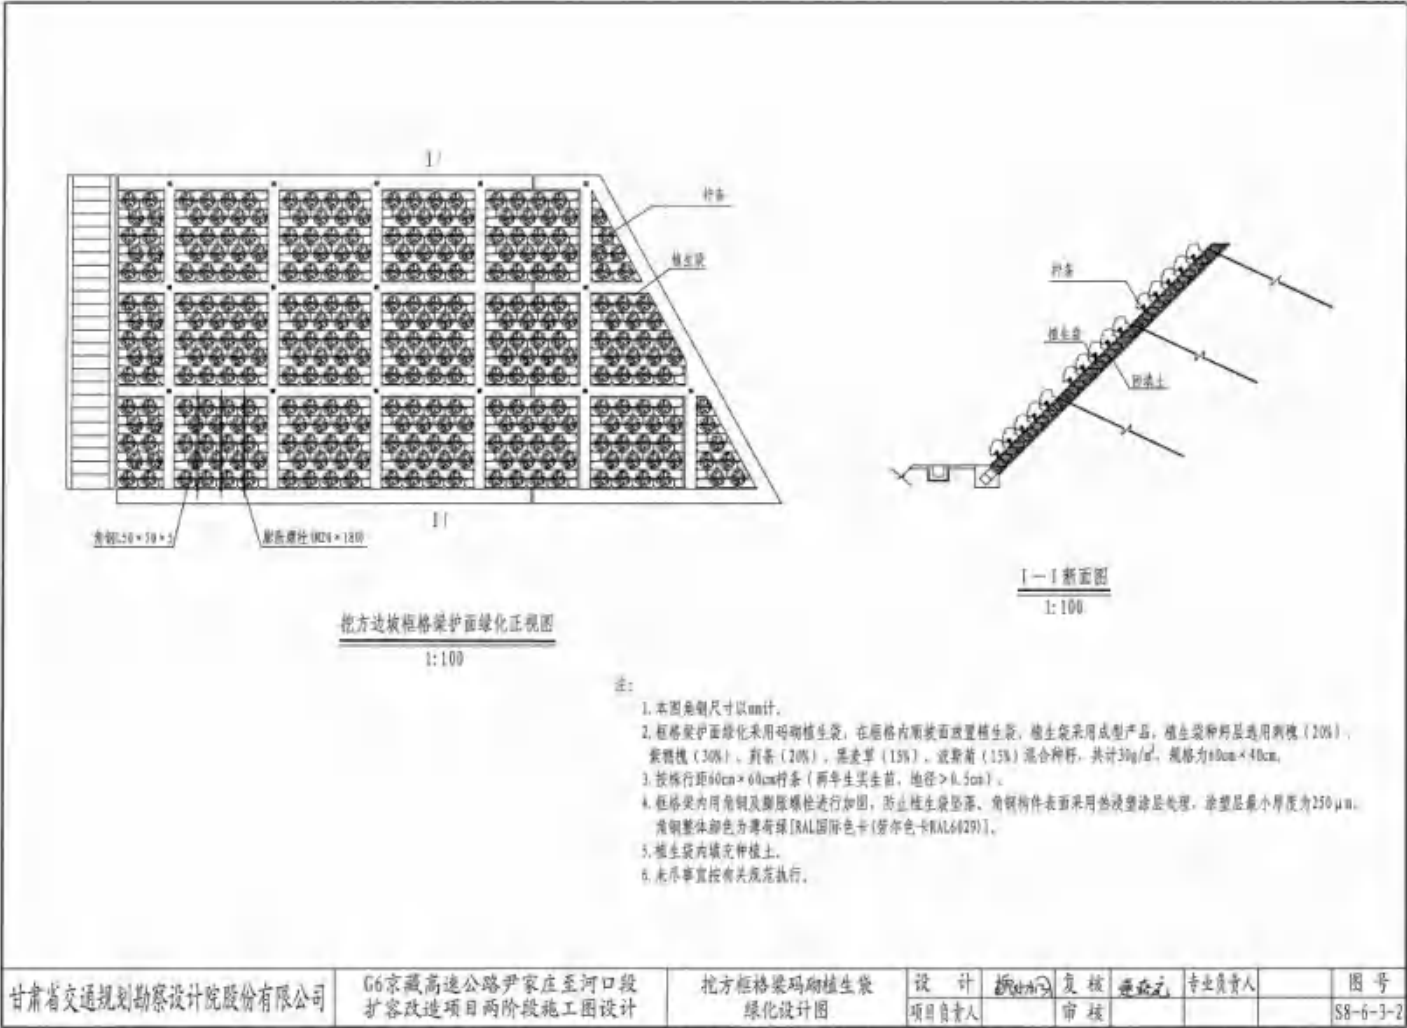 I
柠条
植生袋
柠条
植生袋
回填土
I
角钢L50×50×5
膨胀螺栓(M24×180)
I－I断面图
1:100
挖方边坡框格梁护面绿化正视图
1:100
注：
1.本图角钢尺寸以mm计。
2.框格梁护面绿化采用码砌植生袋，在框格内顺坡面放置植生袋，植生袋采用成型产品，植生袋种籽层选用刺槐（20%）、
紫穗槐（30%）、荆条（20%）、黑麦草（15%）、波斯菊（15%）混合种籽，共计30g/㎡，规格为60cm×40cm。
3.按株行距60cm×60cm柠条（两年生实生苗，地径>0.5cm）。
4.框格梁内用角钢及膨胀螺栓进行加固，防止植生袋坠落、角钢构件表面采用热浸塑涂层处理，涂塑层最小厚度为250μm。
角钢整体颜色为薄荷绿[RAL国际色卡(劳尔色卡RAL6029)]。
5.植生袋内填充种植土。
6.未尽事宜按有关规范执行。
甘肃省交通规划勘察设计院股份有限公司
G6京藏高速公路尹家庄至河口段
扩容改造项目两阶段施工图设计
挖方框格梁码砌植生袋
绿化设计图
设 计
复 核
专业负责人
图 号
项目负责人
审 核
S8-6-3-2